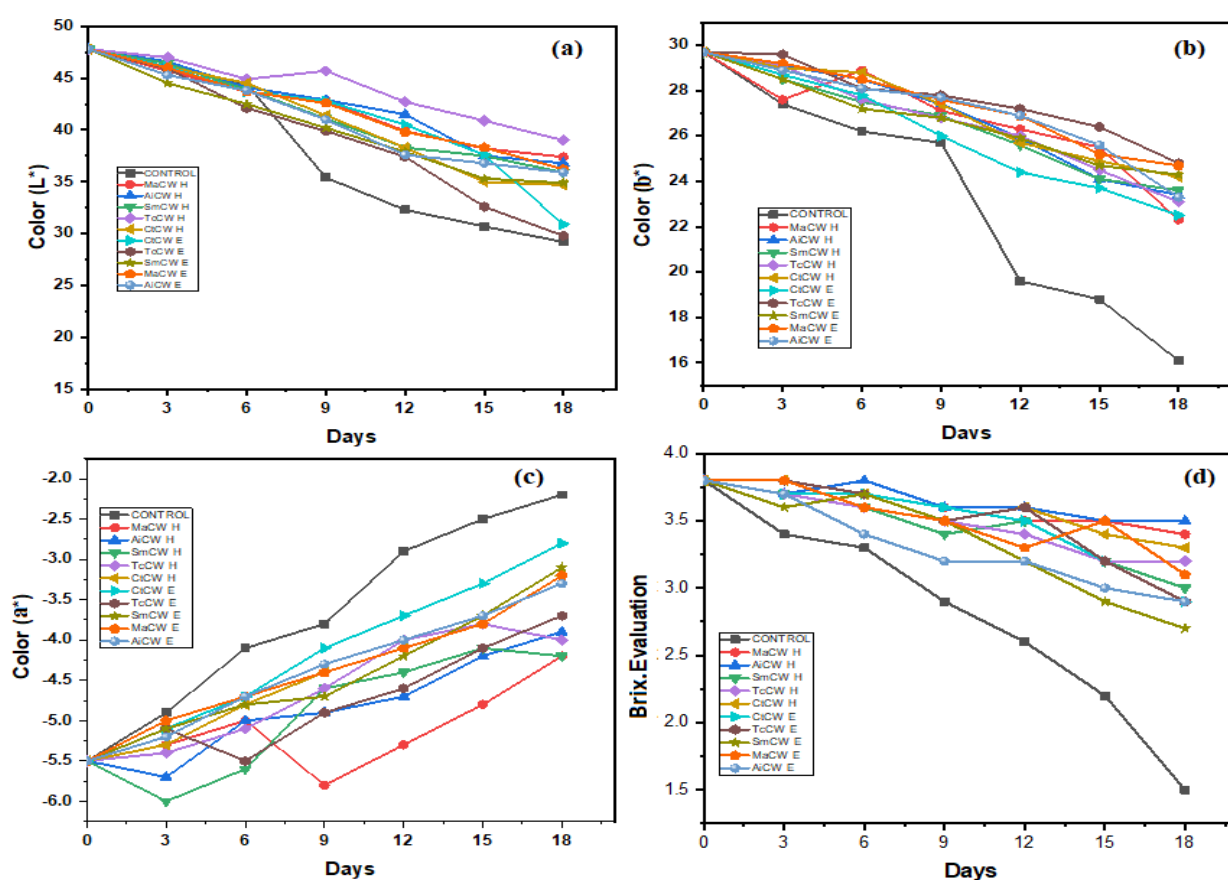 (a)
Color (L*)
50
45
40
35
30
25
20
15
CONTROL
MaCW H
AiCW H
SmCW H
TcCW H
CtCW H
CtCW E
TcCW E
SmCW E
MaCW E
AiCW E
0 3 6 9 12 15 18
Days
(b)
Color (b*)
30
28
26
24
22
20
18
16
CONTROL
MaCW H
AiCW H
SmCW H
TcCW H
CtCW H
CtCW E
TcCW E
SmCW E
MaCW E
AiCW E
0 3 6 9 12 15 18
Days
(c)
Color (a*)
-2.0
-2.5
-3.0
-3.5
-4.0
-4.5
-5.0
-5.5
-6.0
CONTROL
MaCW H
AiCW H
SmCW H
TcCW H
CtCW H
CtCW E
TcCW E
SmCW E
MaCW E
AiCW E
0 3 6 9 12 15 18
Days
(d)
Brix.Evaluation
4.0
3.5
3.0
2.5
2.0
1.5
CONTROL
MaCW H
AiCW H
SmCW H
TcCW H
CtCW H
CtCW E
TcCW E
SmCW E
MaCW E
AiCW E
0 3 6 9 12 15 18
Days